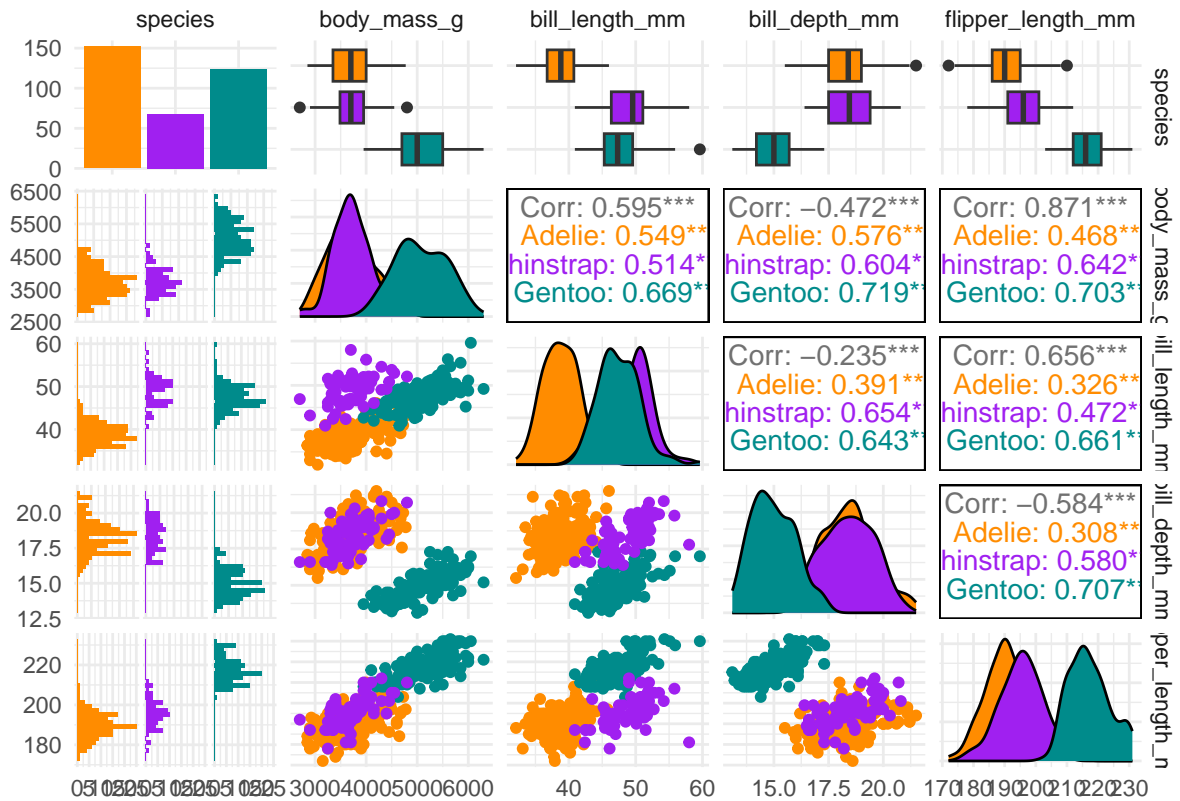 species body_mass_g bill_length_mm bill_depth_mm flipper_length_mm
150
100
50
0
species
6500
5500
4500
3500
2500
Corr: 0.595***
Adelie: 0.549**
hinstrap: 0.514*
Gentoo: 0.669**
Corr: −0.472***
Adelie: 0.576**
hinstrap: 0.604*
Gentoo: 0.719**
Corr: 0.871***
Adelie: 0.468**
hinstrap: 0.642*
Gentoo: 0.703**
body_mass_g
60
50
40
Corr: −0.235***
Adelie: 0.391**
hinstrap: 0.654*
Gentoo: 0.643**
Corr: 0.656***
Adelie: 0.326**
hinstrap: 0.472*
Gentoo: 0.661**
bill_length_mm
20.0
17.5
15.0
12.5
Corr: −0.584***
Adelie: 0.308**
hinstrap: 0.580*
Gentoo: 0.707**
bill_depth_mm
220
200
180
per_length_n
3000 4000 5000 6000 40 50 60 15.0 17.5 20.0 170 180 190 200 210 220 230